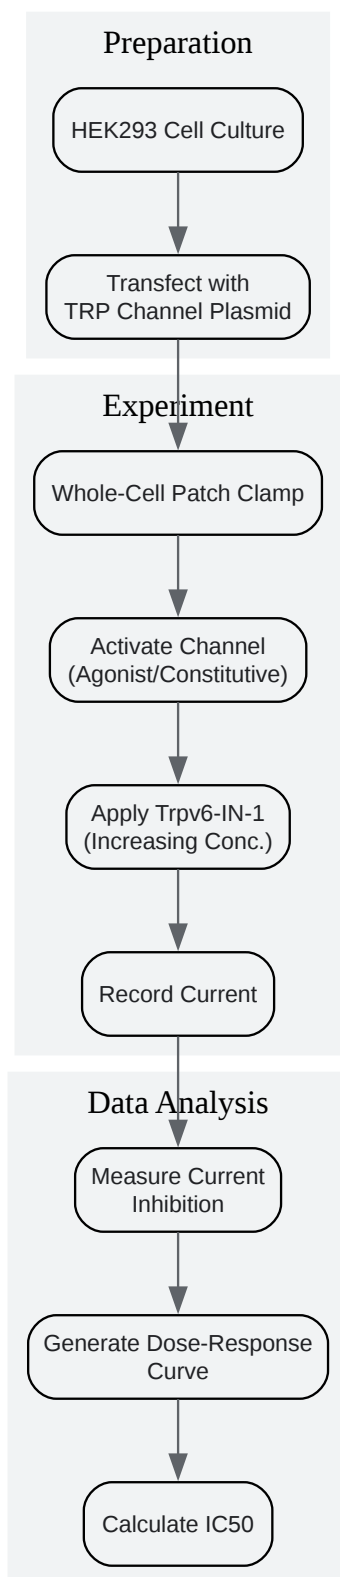 Preparation
HEK293 Cell Culture
Transfect with
TRP Channel Plasmid
Experiment
Whole-Cell Patch Clamp
Activate Channel
(Agonist/Constitutive)
Apply Trpv6-IN-1
(Increasing Conc.)
Record Current
Data Analysis
Measure Current
Inhibition
Generate Dose-Response
Curve
Calculate IC50